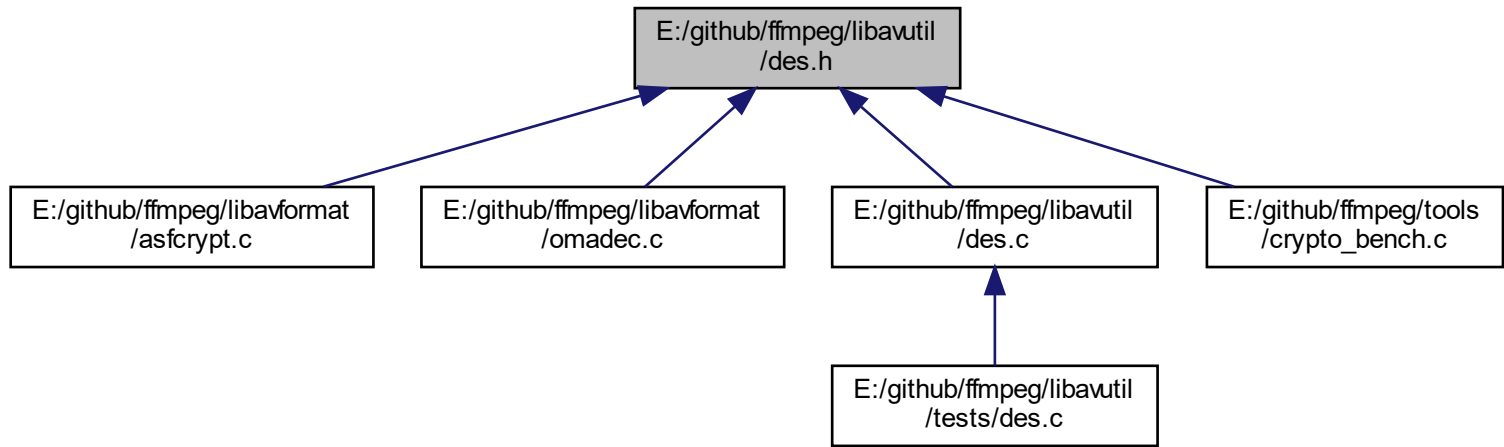 E:/github/ffmpeg/libavutil
/des.h
E:/github/ffmpeg/libavformat
/asfcrypt.c
E:/github/ffmpeg/libavformat
/omadec.c
E:/github/ffmpeg/libavutil
/des.c
E:/github/ffmpeg/tools
/crypto_bench.c
E:/github/ffmpeg/libavutil
/tests/des.c